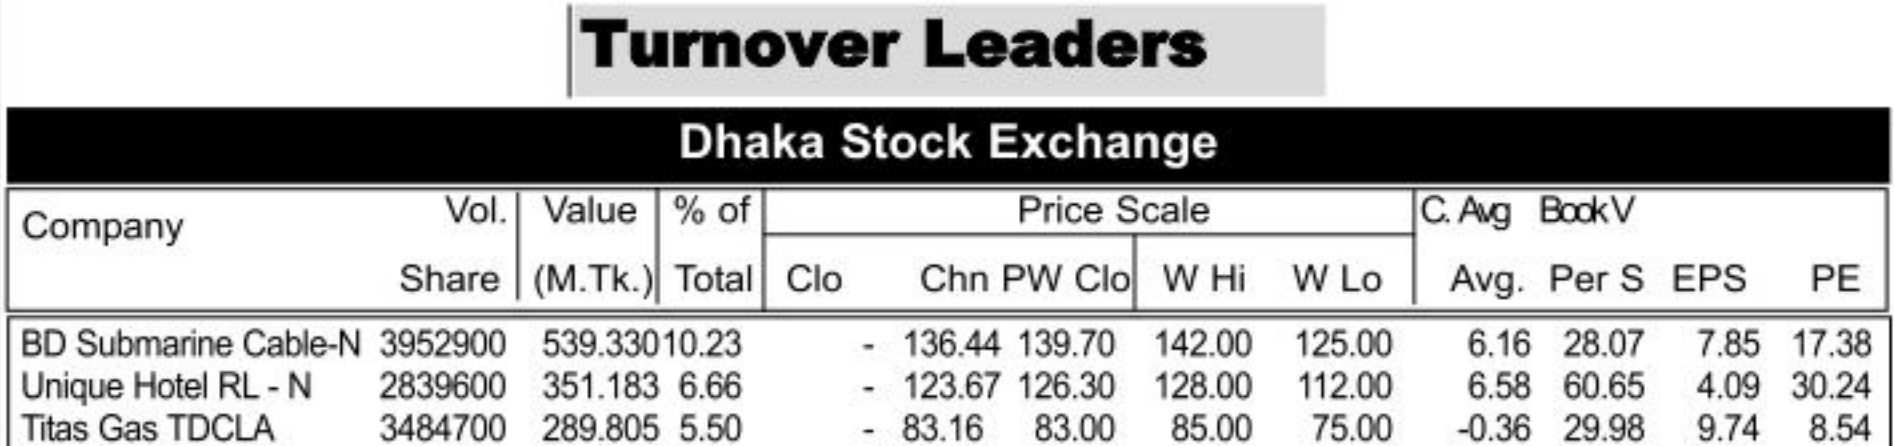 Turnover Leaders
Dhaka Stock Exchange
Company Vol. Value % of Price Scale C. Avg BookV
Share (M.Tk.) Total Clo Chn PW Clo W Hi W Lo Avg. Per S EPS PE
BD Submarine Cable-N 3952900 539.330 10.23 - 136.44 139.70 142.00 125.00 6.16 28.07 7.85 17.38
Unique Hotel RL - N 2839600 351.183 6.66 - 123.67 126.30 128.00 112.00 6.58 60.65 4.09 30.24
Titas Gas TDCLA 3484700 289.805 5.50 - 83.16 83.00 85.00 75.00 -0.36 29.98 9.74 8.54